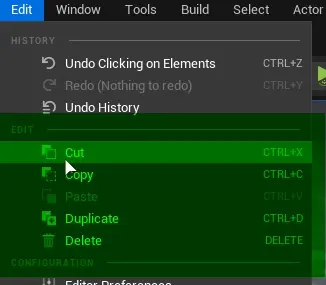 Edit Window Tools Build Select Actor
HISTORY
Undo Clicking on Elements CTRL+Z
Redo (Nothing to redo) CTRL+Y
Undo History
EDIT
Cut CTRL+X
Copy CTRL+C
Paste CTRL+V
Duplicate CTRL+D
Delete DELETE
CONFIGURATION
Editor Preferences